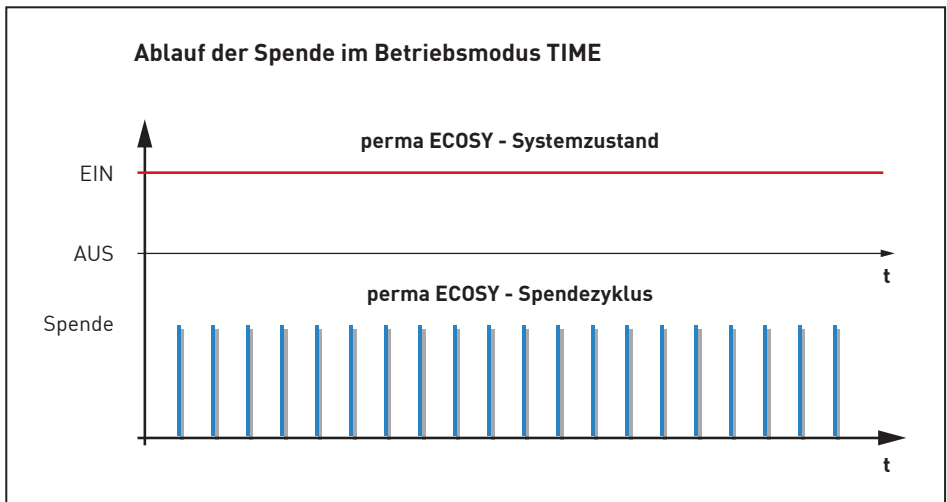 Ablauf der Spende im Betriebsmodus TIME
perma ECOSY - Systemzustand
EIN
AUS
t
perma ECOSY - Spendezyklus
Spende
t